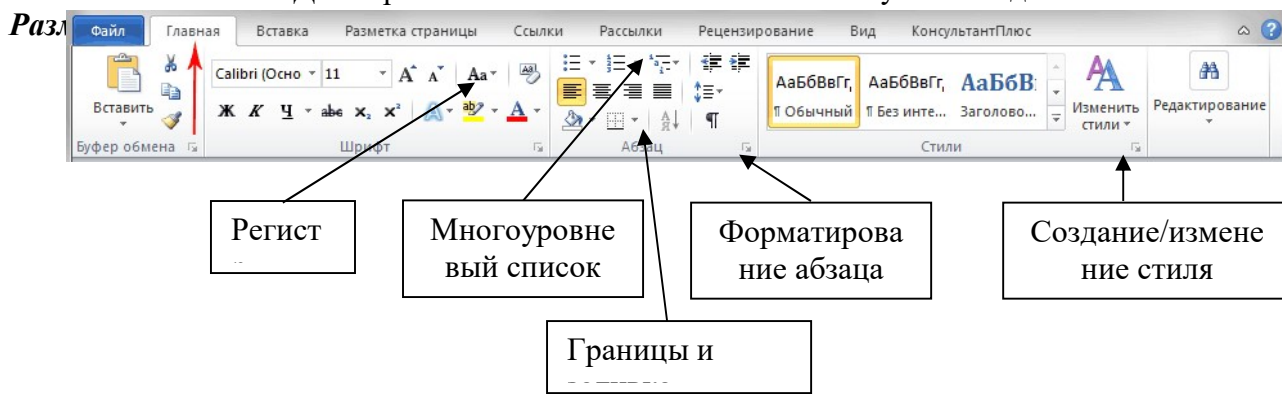 Файл Главная Вставка Разметка страницы Ссылки Рассылки Рецензирование Вид КонсультантПлюс
Calibri (Осно 11 Аа
Вставить
Ж К Ч abc x₂ x² ab A
АаБбВвГг, АаБбВвГг, АаБбВ
¶ Обычный ¶ Без инте... Заголово...
Изменить стили
Редактирование
Буфер обмена Шрифт Абзац Стили
Регист
Многоуровне
вый список
Форматирова
ние абзаца
Создание/измене
ние стиля
Границы и